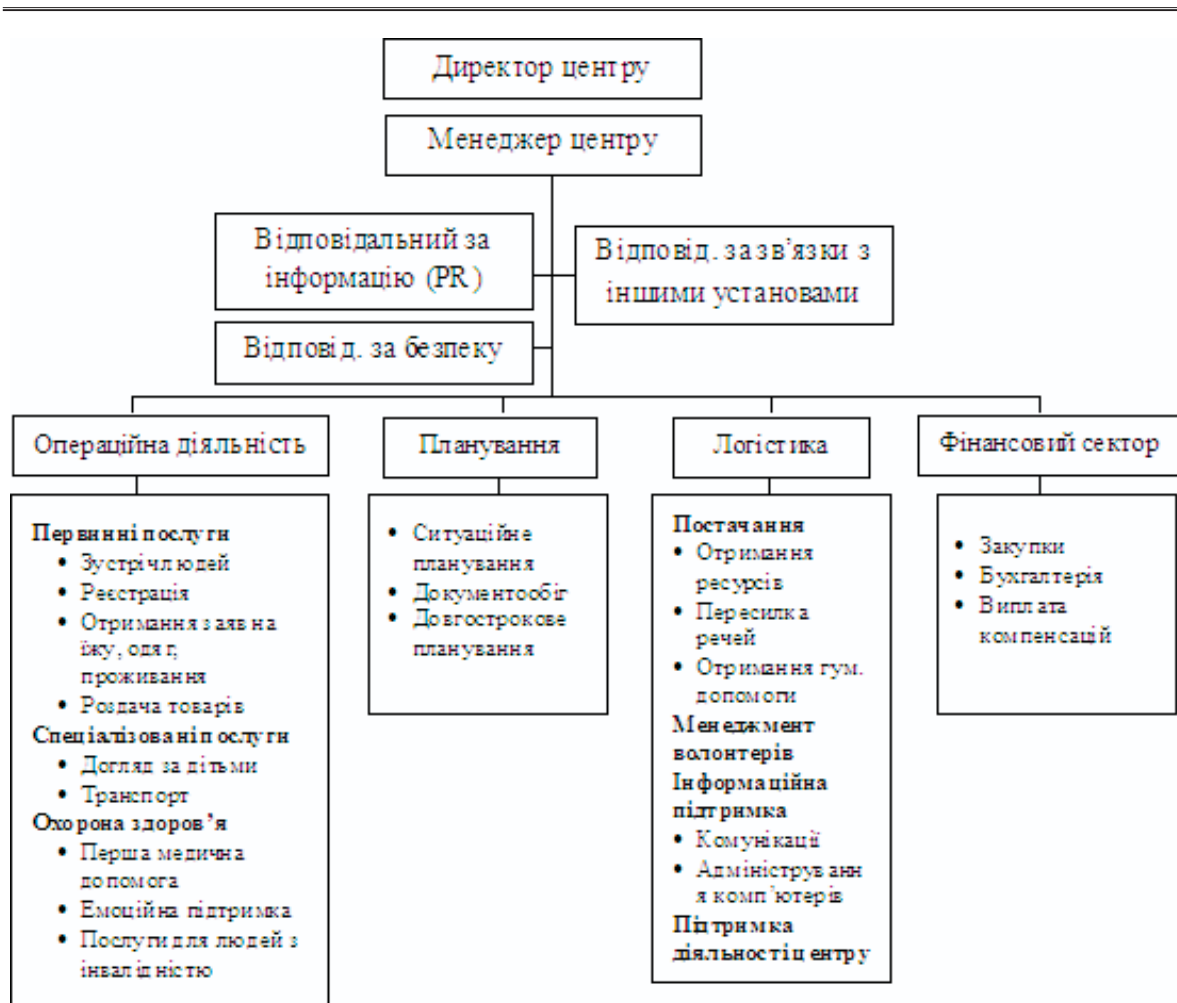 Директор центру
Менеджер центру
Відповідальний за
інформацію (PR)
Відповід. за зв'язки з
іншими установами
Відповід. за безпеку
Операційна діяльність
Первинні послуги
• Зустріч людей
• Реєстрація
• Отримання заяв на
їжу, одяг,
проживання
• Роздача товарів
Спеціалізовані послуги
• Догляд за дітьми
• Транспорт
Охорона здоров’я
• Перша медична
допомога
• Емоційна підтримка
• Послуги для людей з
інвалідністю
Планування
• Ситуаційне
планування
• Документообіг
• Довгострокове
планування
Логістика
Постачання
• Отримання
ресурсів
• Пересилка
речей
• Отримання гум.
допомоги
Менеджмент
волонтерів
Інформаційна
підтримка
• Комунікації
• Адмініструванн
я комп’ютерів
Підтримка
діяльності центру
Фінансовий сектор
• Закупки
• Бухгалтерія
• Виплата
компенсацій